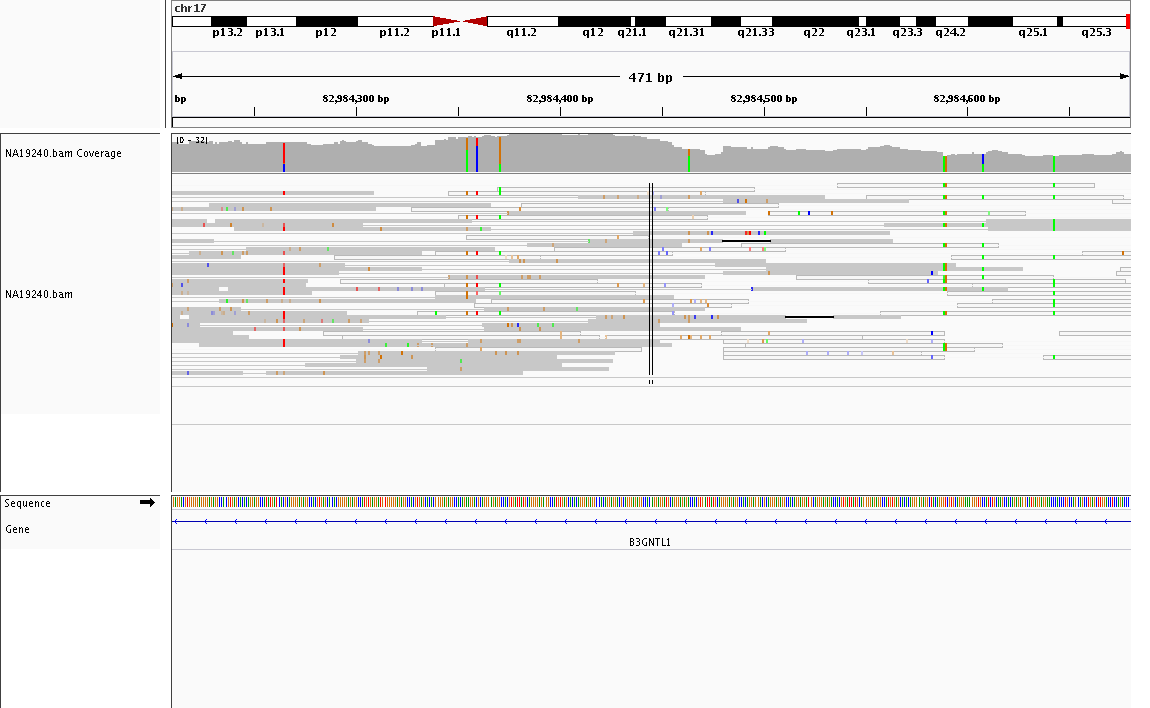 chr17
p13.2 p13.1 p12 p11.2 p11.1 q11.2 q12 q21.1 q21.31 q21.33 q22 q23.1 q23.3 q24.2 q25.1 q25.3
471 bp
bp 82,984,300 bp 82,984,400 bp 82,984,500 bp 82,984,600 bp
[0 - 32]
NA19240.bam Coverage
NA19240.bam
Sequence
Gene
B3GNTL1